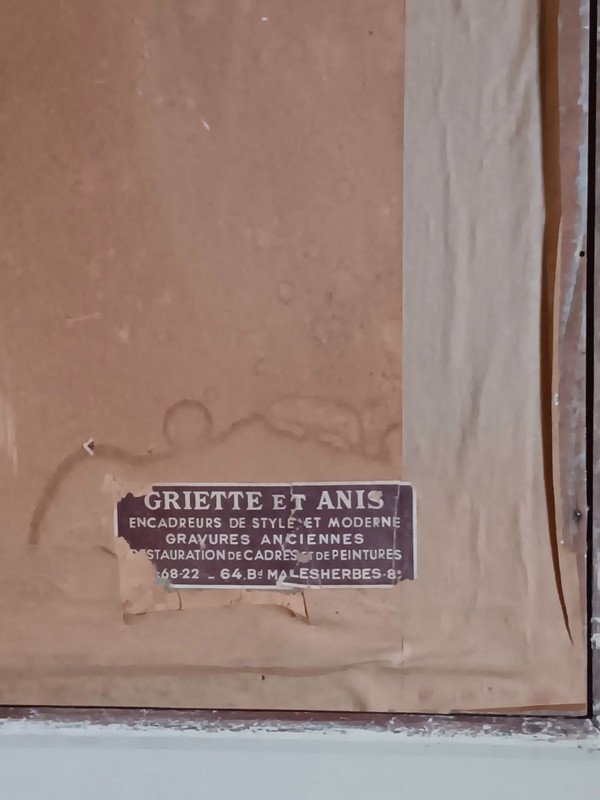 GRIETTE ET ANIS
ENCADREURS DE STYLE ET MODERNE
GRAVURES ANCIENNES
RESTAURATION DE CADRES ET DE PEINTURES
68-22 - 64.Bd MALESHERBES-8e